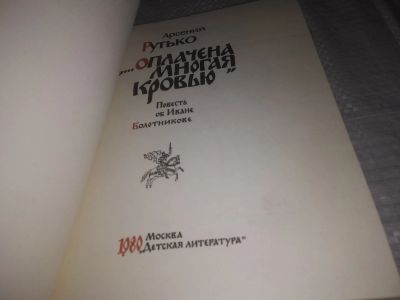 Арсений
Рутько
„...ОПЛАЧЕНА
МНОГАЯ
КРОВЬЮ"
Повесть
об Иване
Болотникове
1980
Москва
„Детская литература"